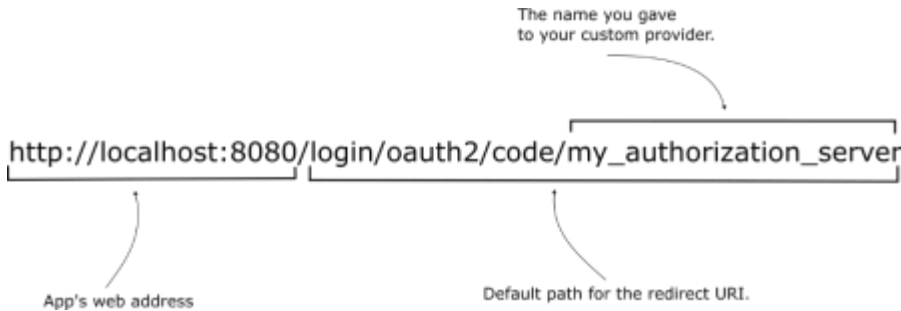 The name you gave
to your custom provider.
http://localhost:8080/login/oauth2/code/my_authorization_server
App's web address
Default path for the redirect URI.